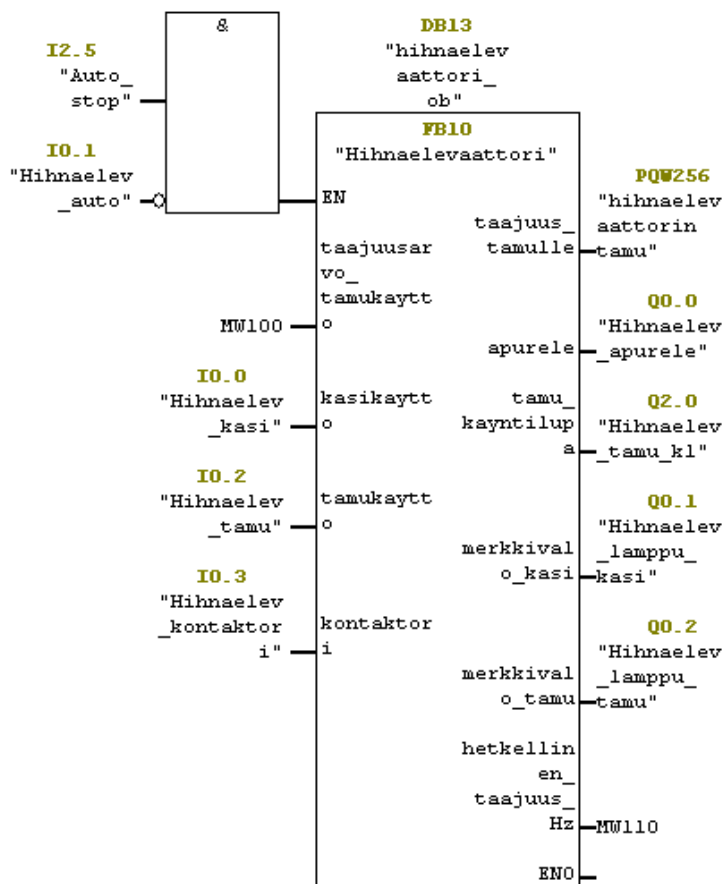 &
I2.5
"Auto_
stop"
I0.1
"Hihnaelev
_auto"
DB13
"hihnaelev
aattori_
ob"
FB10
"Hihnaelevaattori"
EN
taajuusar
vo_
tamukaytt
o
MW100
I0.0
"Hihnaelev
_kasi"
kasikaytt
o
I0.2
"Hihnaelev
_tamu"
tamukaytt
o
I0.3
"Hihnaelev
_kontaktor
i"
kontaktor
i
taajuus_
tamulle
PQW256
"hihnaelev
aattorin
tamu"
apurele
Q0.0
"Hihnaelev
_apurele"
tamu_
kayntilup
a
Q2.0
"Hihnaelev
_tamu_kl"
merkkival
o_kasi
Q0.1
"Hihnaelev
_lamppu_
kasi"
merkkival
o_tamu
Q0.2
"Hihnaelev
_lamppu_
tamu"
hetkellin
en_
taajuus_
Hz
MW110
ENO